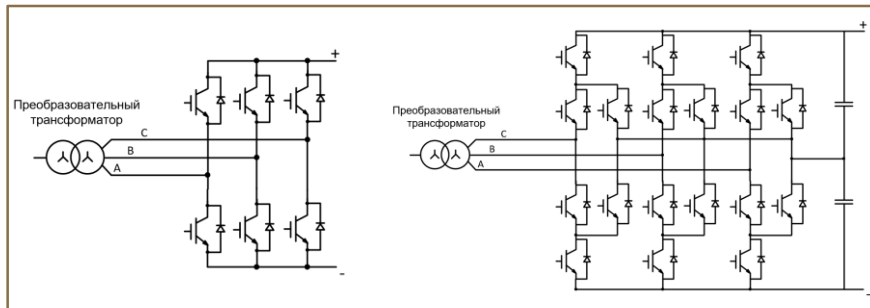 +
Преобразовательный
трансформатор
C
B
A
-
+
Преобразовательный
трансформатор
C
B
A
-